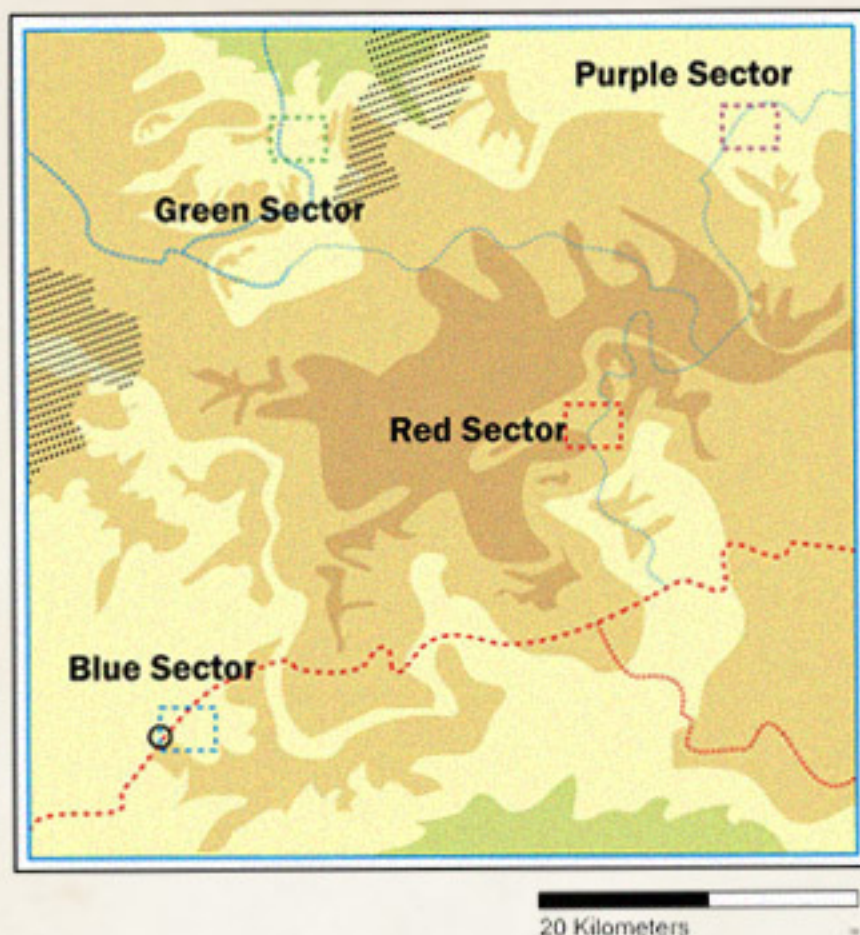 Purple Sector
Green Sector
Red Sector
Blue Sector
20 Kilometers